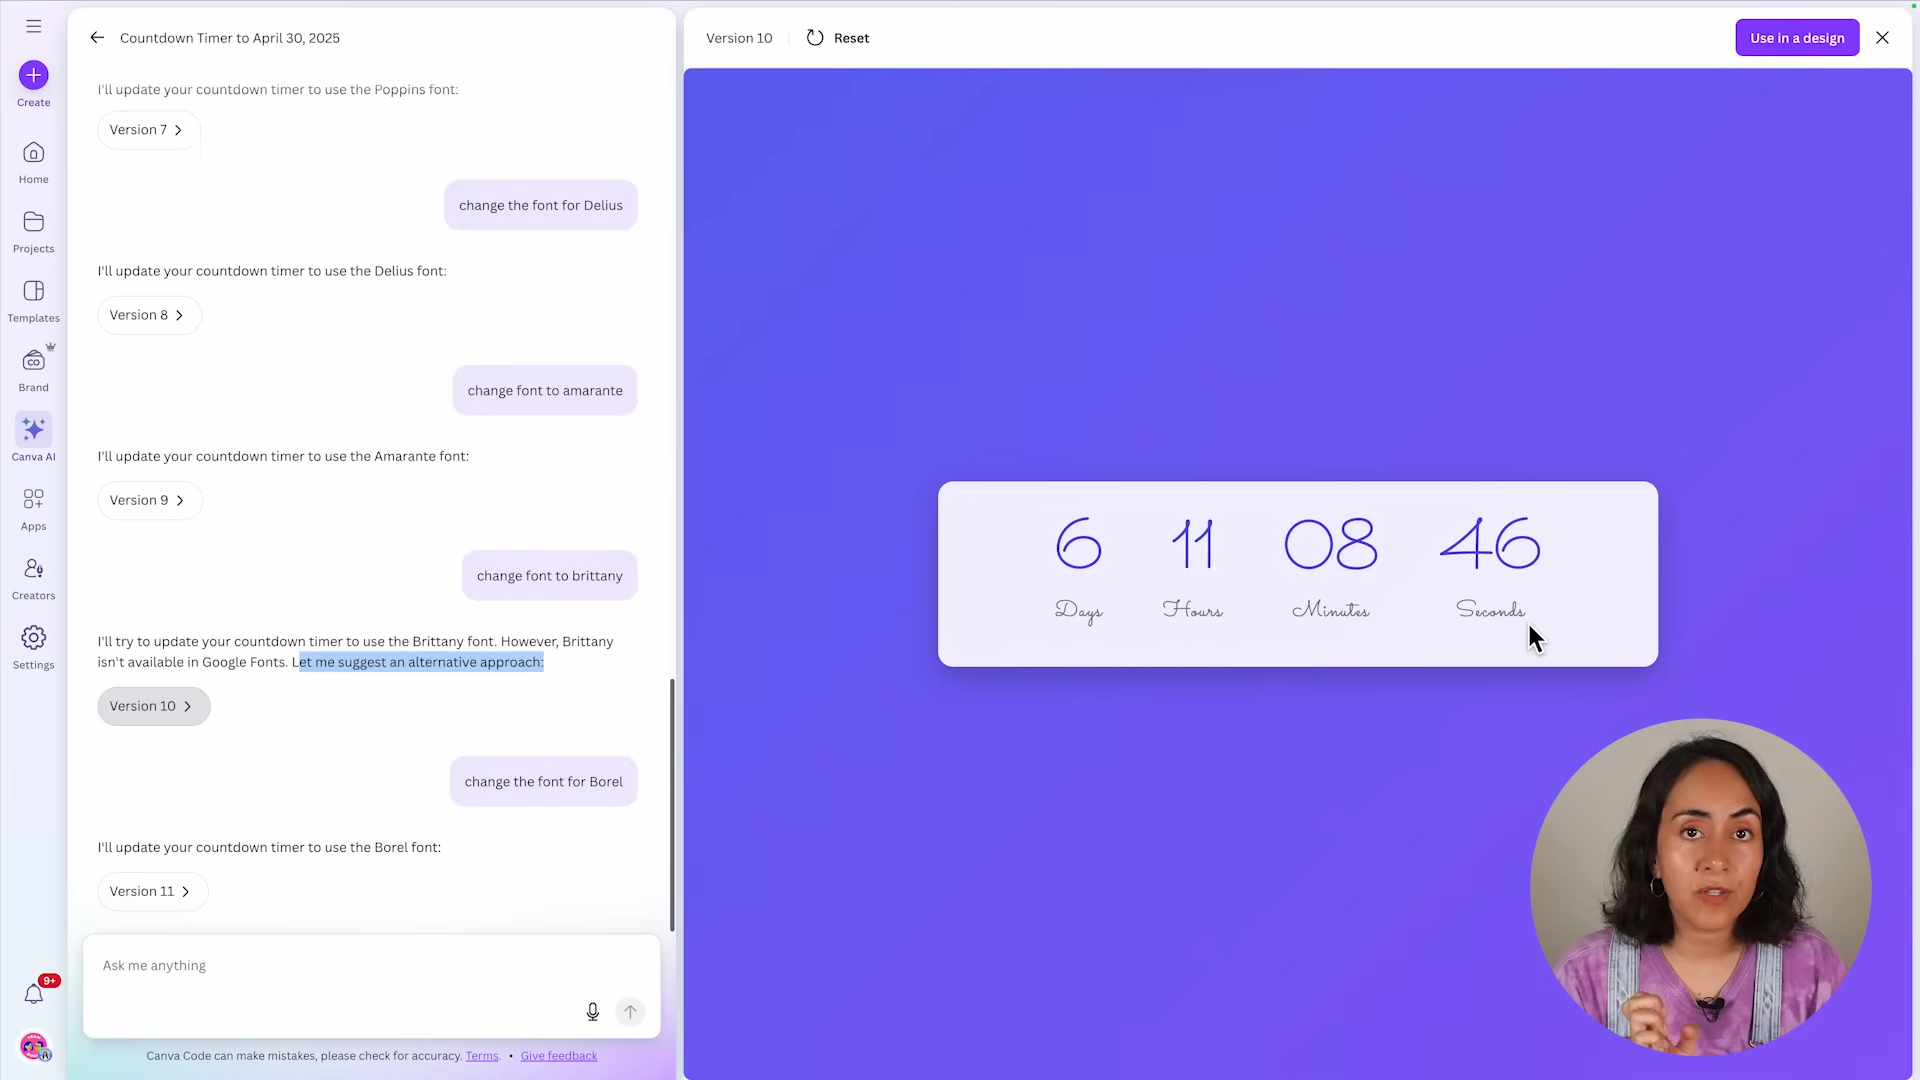 Create
Home
Projects
Templates
CO
Brand
Canva AI
Apps
Creators
Settings
9+
Countdown Timer to April 30, 2025
I'll update your countdown timer to use the Poppins font:
Version 7
change the font for Delius
I'll update your countdown timer to use the Delius font:
Version 8
change font to amarante
I'll update your countdown timer to use the Amarante font:
Version 9
change font to brittany
I'll try to update your countdown timer to use the Brittany font. However, Brittany
isn't available in Google Fonts. Let me suggest an alternative approach:
Version 10
change the font for Borel
I'll update your countdown timer to use the Borel font:
Version 11
Ask me anything
Canva Code can make mistakes, please check for accuracy. Terms. • Give feedback
Version 10
Reset
Use in a design
6 11 08 46
Days Hours Minutes Seconds